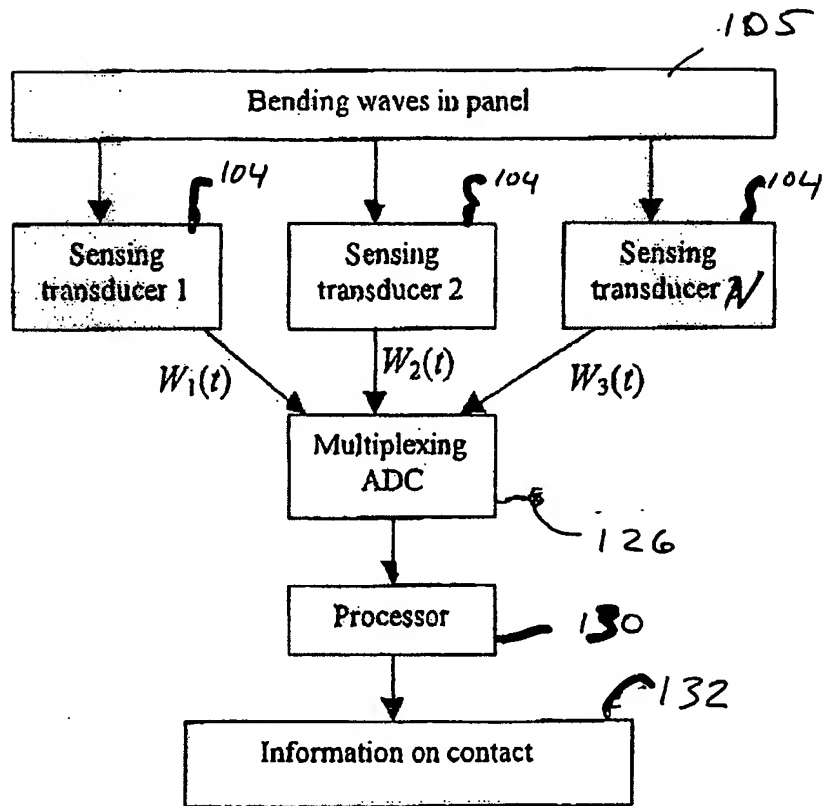 105
Bending waves in panel
104
104
104
Sensing
transducer 1
Sensing
transducer 2
Sensing
transducer N
W1(t)
W2(t)
W3(t)
Multiplexing
ADC
126
Processor
130
132
Information on contact